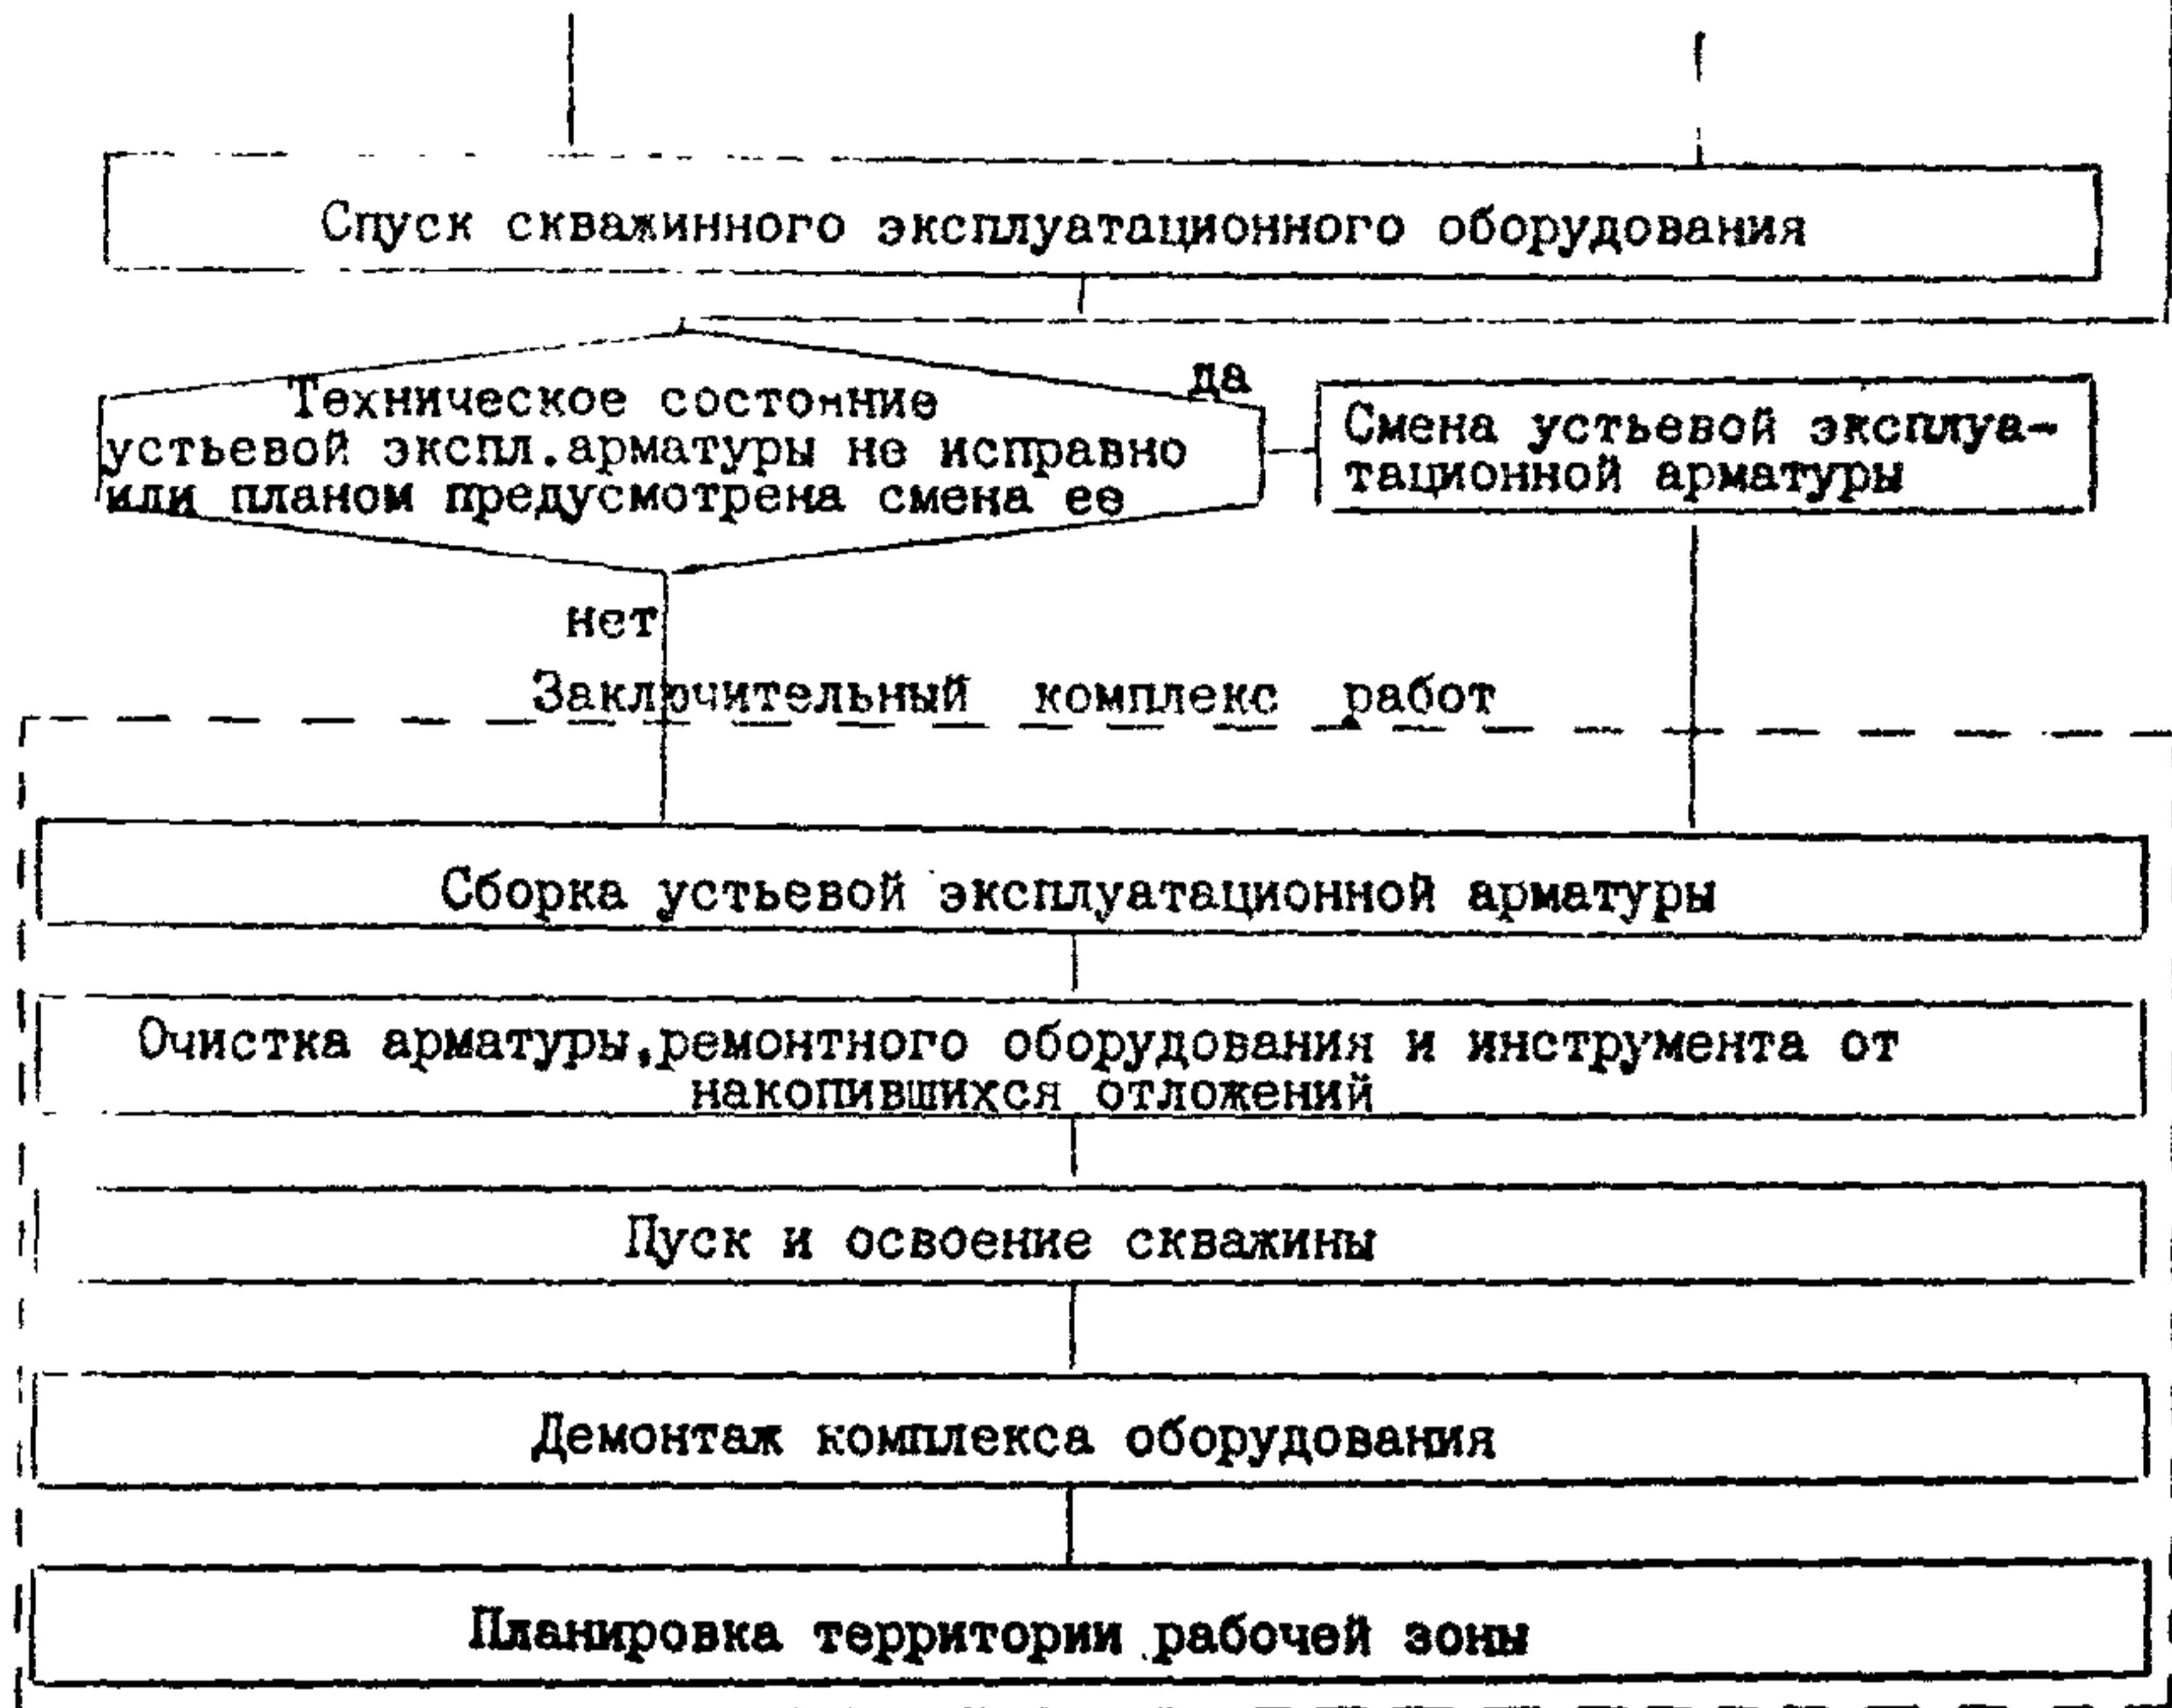 Спуск скважинного эксплуатационного оборудования
да
Техническое состояние
устьевой экспл.арматуры не исправно
или планом предусмотрена смена ее
Смена устьевой эксплуа-
тационной арматуры
нет
Заключительный комплекс работ
Сборка устьевой эксплуатационной арматуры
Очистка арматуры,ремонтного оборудования и инструмента от
накопившихся отложений
Пуск и освоение скважины
Демонтаж комплекса оборудования
Планировка территории рабочей зоны